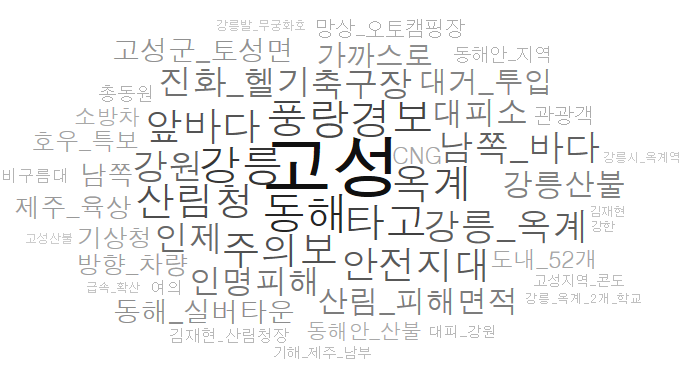 강릉발_무궁화호 망상_오토캠핑장
고성군_토성면 가까스로 동해안_지역
진화_헬기 축구장 대거_투입
총동원
소방차 앞바다 풍랑경보 대피소 관광객
호우_특보 강원 강릉 고성 CNG 남쪽_바다 강릉시_옥계역
비구름대 남쪽 옥계 강릉산불
제주_육상 산림청 동해 타고 강릉_옥계 김재현
강한
고성산불 기상청 인제 주의보 안전지대 도내_52개
방향_차량 인명피해 고성지역_콘도
급속_확산 여의 산림_피해면적 강릉_옥계_2개_학교
동해_실버타운
김재현_산림청장 동해안_산불 대피_강원
기해_제주_남부